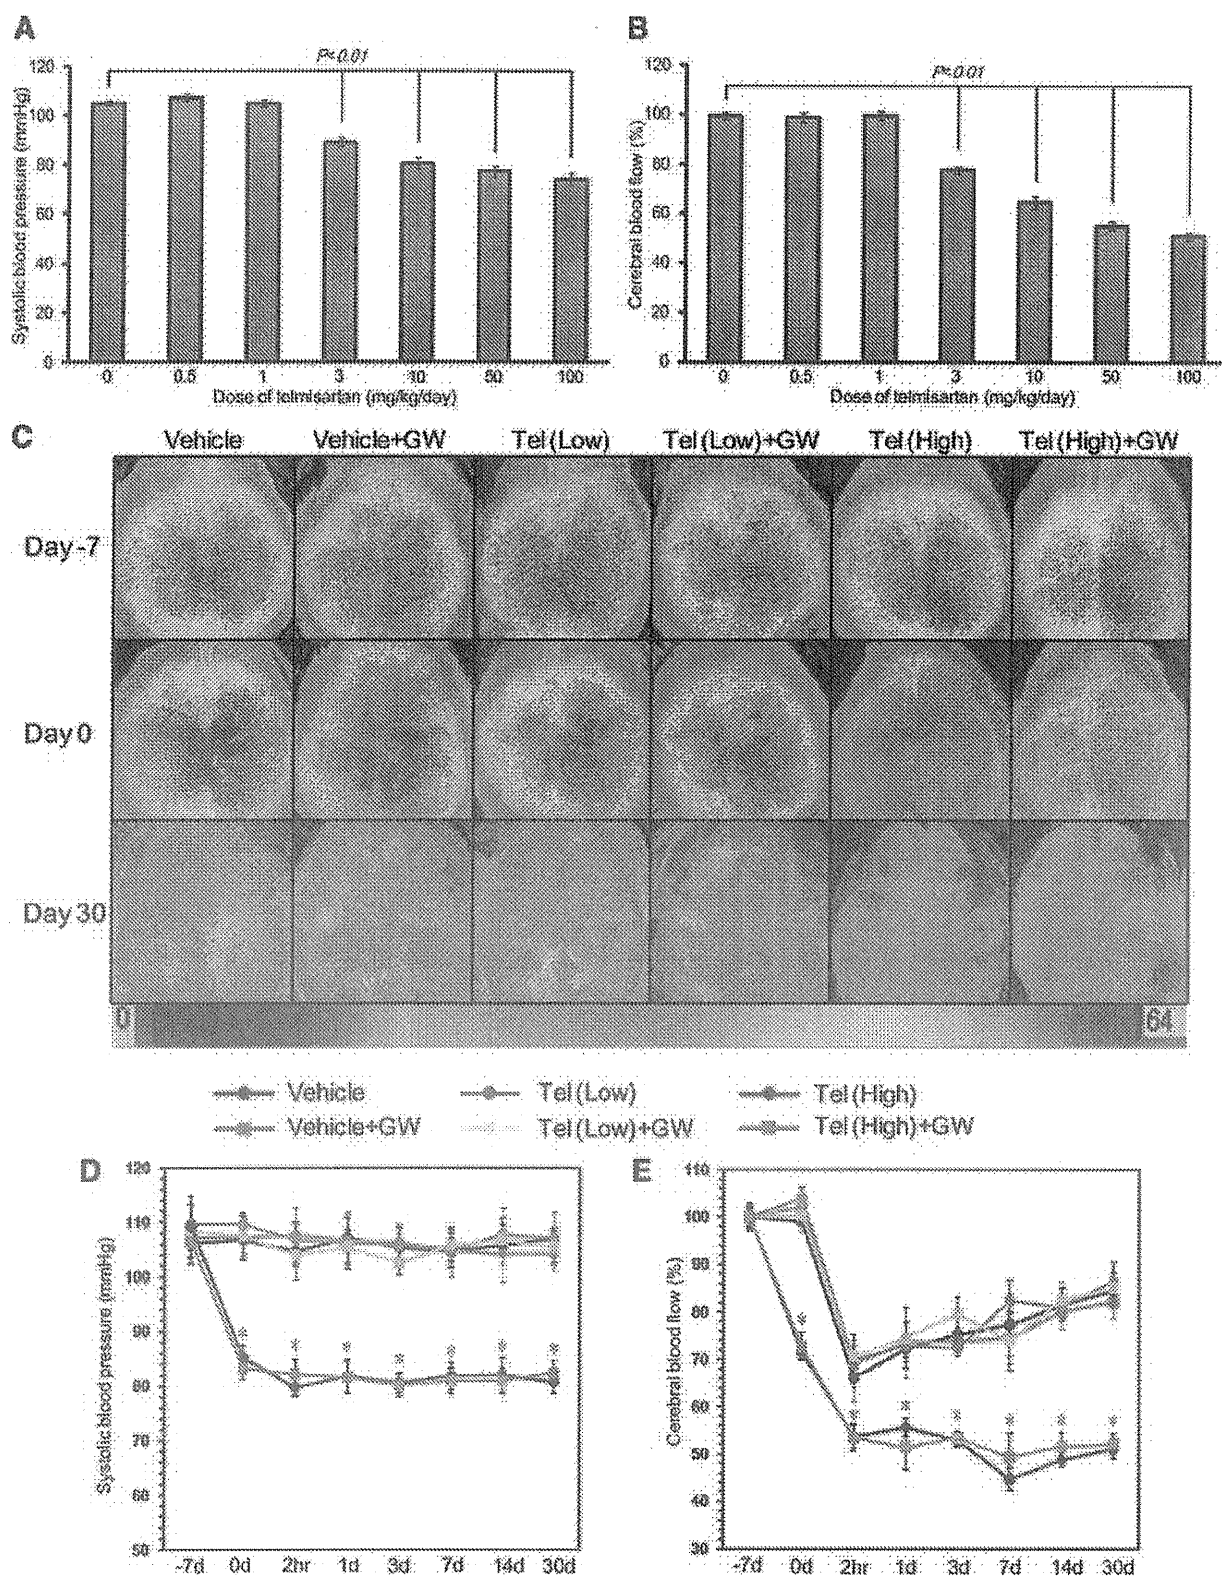 A
P<0.01
120
100
80
60
40
20
0
Systolic blood pressure (mmHg)
0 0.5 1 3 10 50 100
Dose of telmisartan (mg/kg/day)
B
P<0.01
120
100
80
60
40
20
0
Cerebral blood flow (%)
0 0.5 1 3 10 50 100
Dose of telmisartan (mg/kg/day)
C
Vehicle Vehicle+GW Tel (Low) Tel (Low)+GW Tel (High) Tel (High)+GW
Day -7
Day 0
Day 30
0 64
Vehicle Tel (Low) Tel (High)
Vehicle+GW Tel (Low)+GW Tel (High)+GW
D
120
110
100
90
80
70
60
50
Systolic blood pressure (mmHg)
* * * * * * *
-7d 0d 2hr 1d 3d 7d 14d 30d
E
110
100
90
80
70
60
50
40
30
Cerebral blood flow (%)
* * * * * * *
-7d 0d 2hr 1d 3d 7d 14d 30d